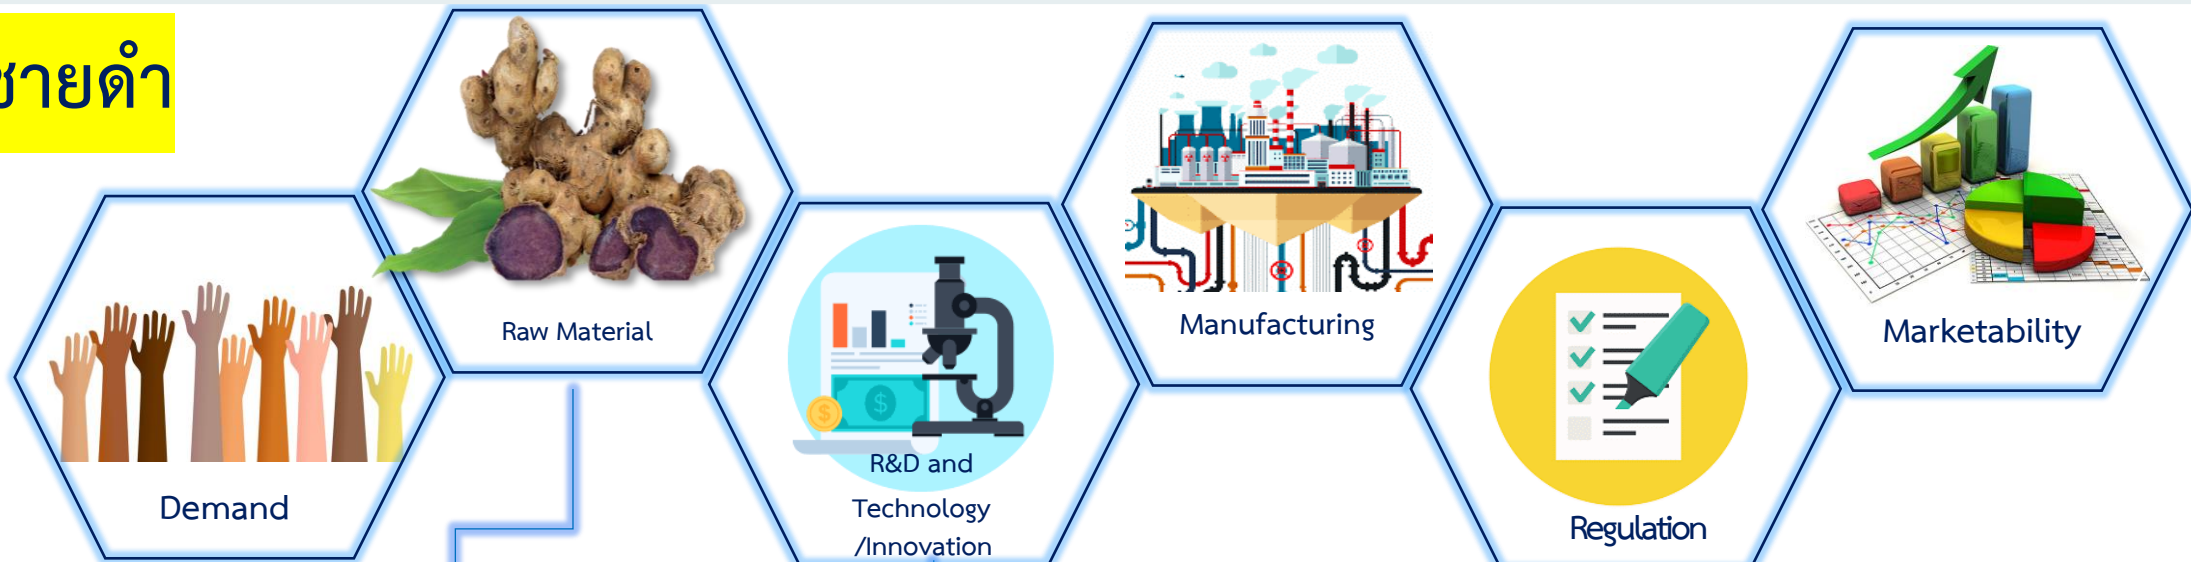 ชายดำ
Raw Material
Manufacturing
Marketability
Demand
R&D and
Technology
/Innovation
Regulation